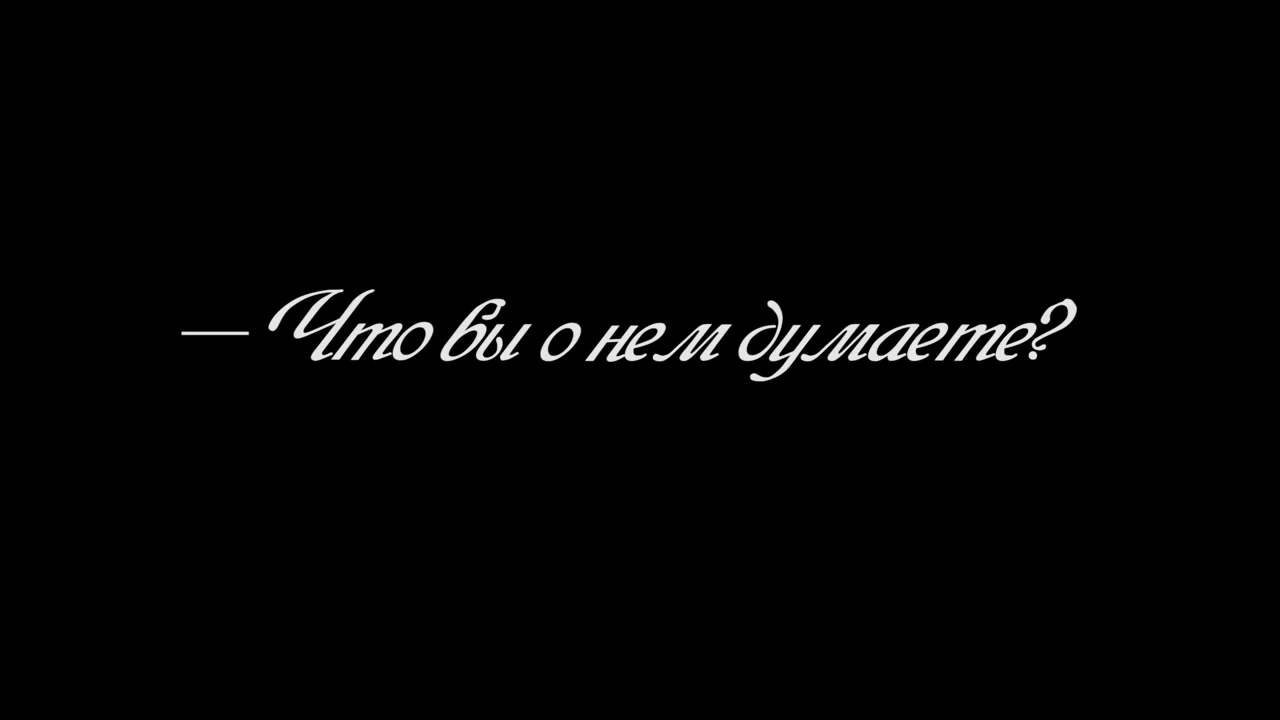 — Что вы о нем думаете?